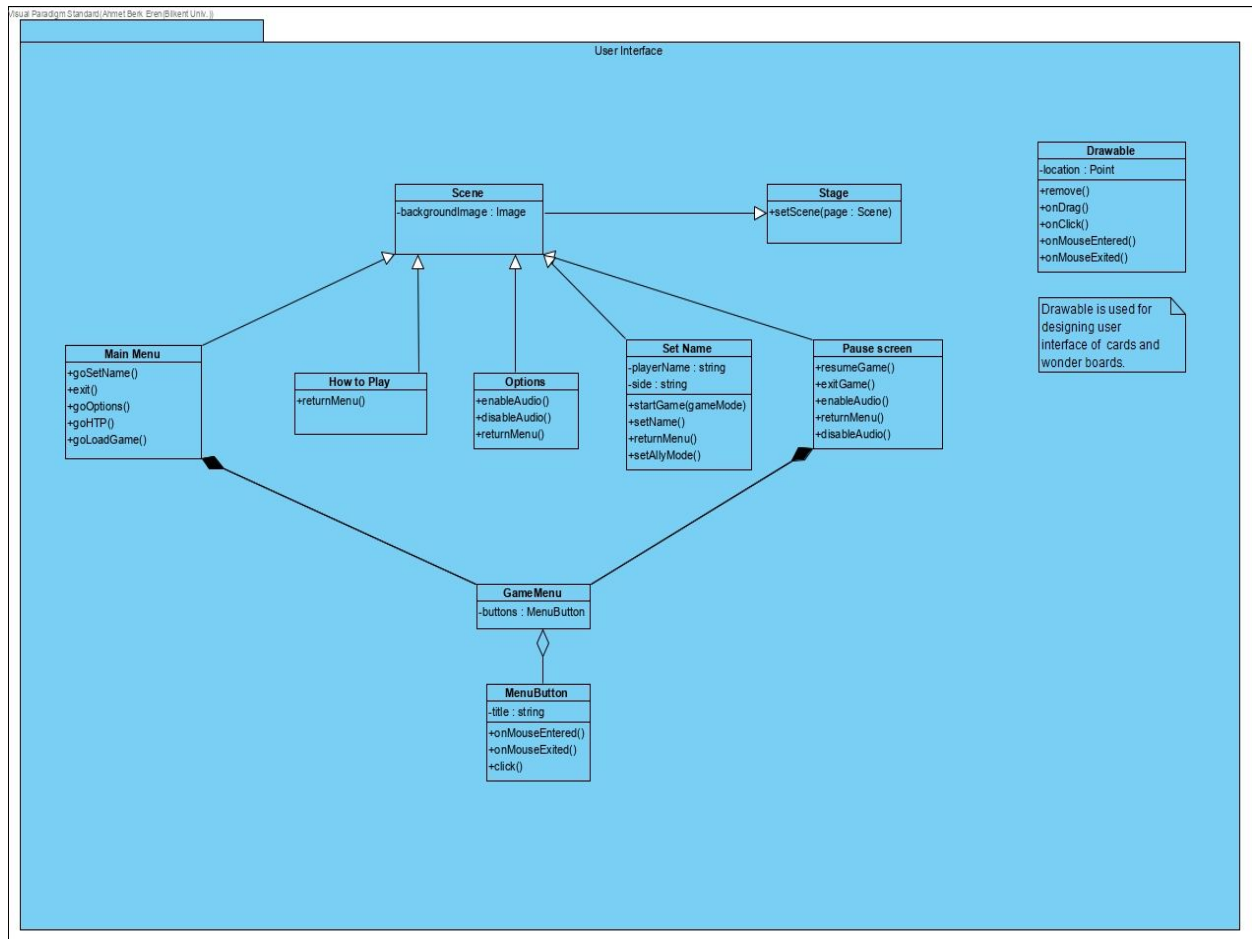 Visual Paradigm Standard(Ahmet Berk Eren(Bilkent Univ.))
User Interface
Drawable
-location : Point
+remove()
+onDrag()
+onClick()
+onMouseEntered()
+onMouseExited()
Scene
-backgroundImage : Image
Stage
+setScene(page : Scene)
Drawable is used for
designing user
interface of cards and
wonder boards.
Main Menu
+goSetName()
+exit()
+goOptions()
+goHTP()
+goLoadGame()
How to Play
+returnMenu()
Options
+enableAudio()
+disableAudio()
+returnMenu()
Set Name
-playerName : string
-side : string
+startGame(gameMode)
+setName()
+returnMenu()
+setAllyMode()
Pause screen
+resumeGame()
+exitGame()
+enableAudio()
+returnMenu()
+disableAudio()
GameMenu
-buttons : MenuButton
MenuButton
-title : string
+onMouseEntered()
+onMouseExited()
+click()